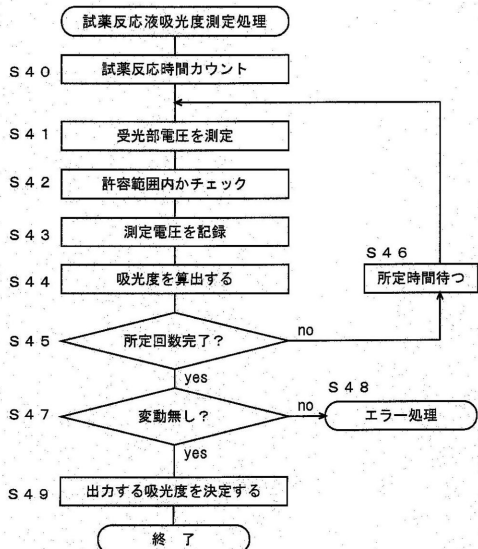 試薬反応液吸光度測定処理
S40 試薬反応時間カウント
S41 受光部電圧を測定
S42 許容範囲内かチェック
S43 測定電圧を記録
S46
S44 吸光度を算出する
所定時間待つ
S45 所定回数完了? no
yes
S48
S47 変動無し? no エラー処理
yes
S49 出力する吸光度を決定する
終了